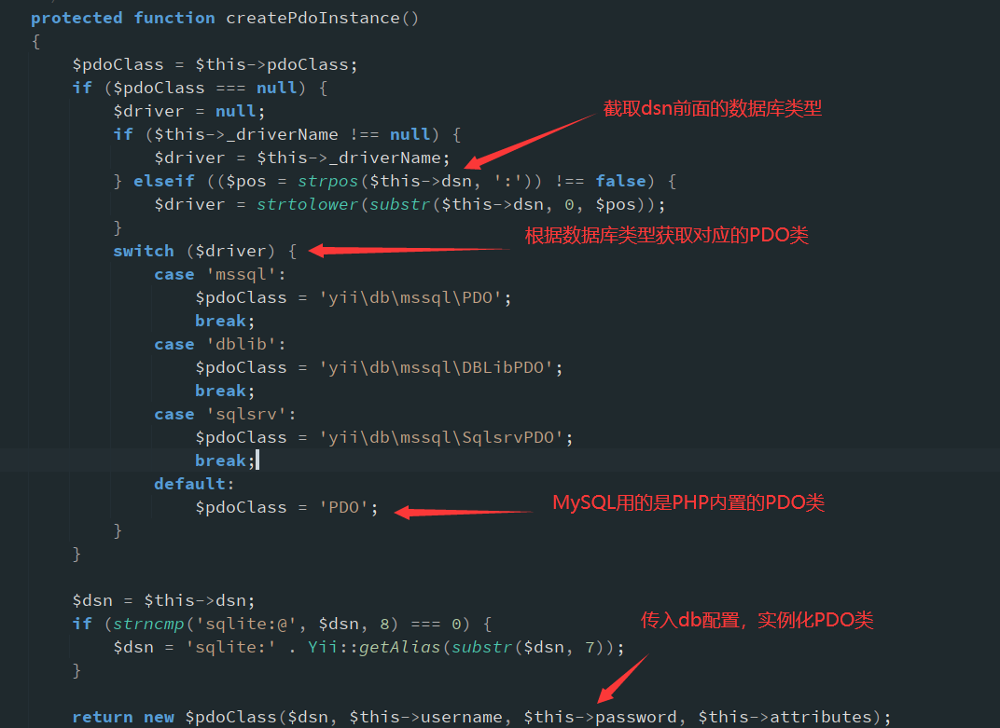 protected function createPdoInstance()
{
    $pdoClass = $this->pdoClass;
    if ($pdoClass === null) {
        $driver = null;
截取dsn前面的数据库类型
        if ($this->_driverName !== null) {
            $driver = $this->_driverName;
        } elseif (($pos = strpos($this->dsn, ':')) !== false) {
            $driver = strtolower(substr($this->dsn, 0, $pos));
        }
根据数据库类型获取对应的PDO类
        switch ($driver) {
            case 'mssql':
                $pdoClass = 'yii\db\mssql\PDO';
                break;
            case 'dblib':
                $pdoClass = 'yii\db\mssql\DBLibPDO';
                break;
            case 'sqlsrv':
                $pdoClass = 'yii\db\mssql\SqlsrvPDO';
                break;
            default:
                $pdoClass = 'PDO';
MySQL用的是PHP内置的PDO类
        }
    }
    $dsn = $this->dsn;
    if (strncmp('sqlite:@', $dsn, 8) === 0) {
传入db配置，实例化PDO类
        $dsn = 'sqlite:' . Yii::getAlias(substr($dsn, 7));
    }
    return new $pdoClass($dsn, $this->username, $this->password, $this->attributes);